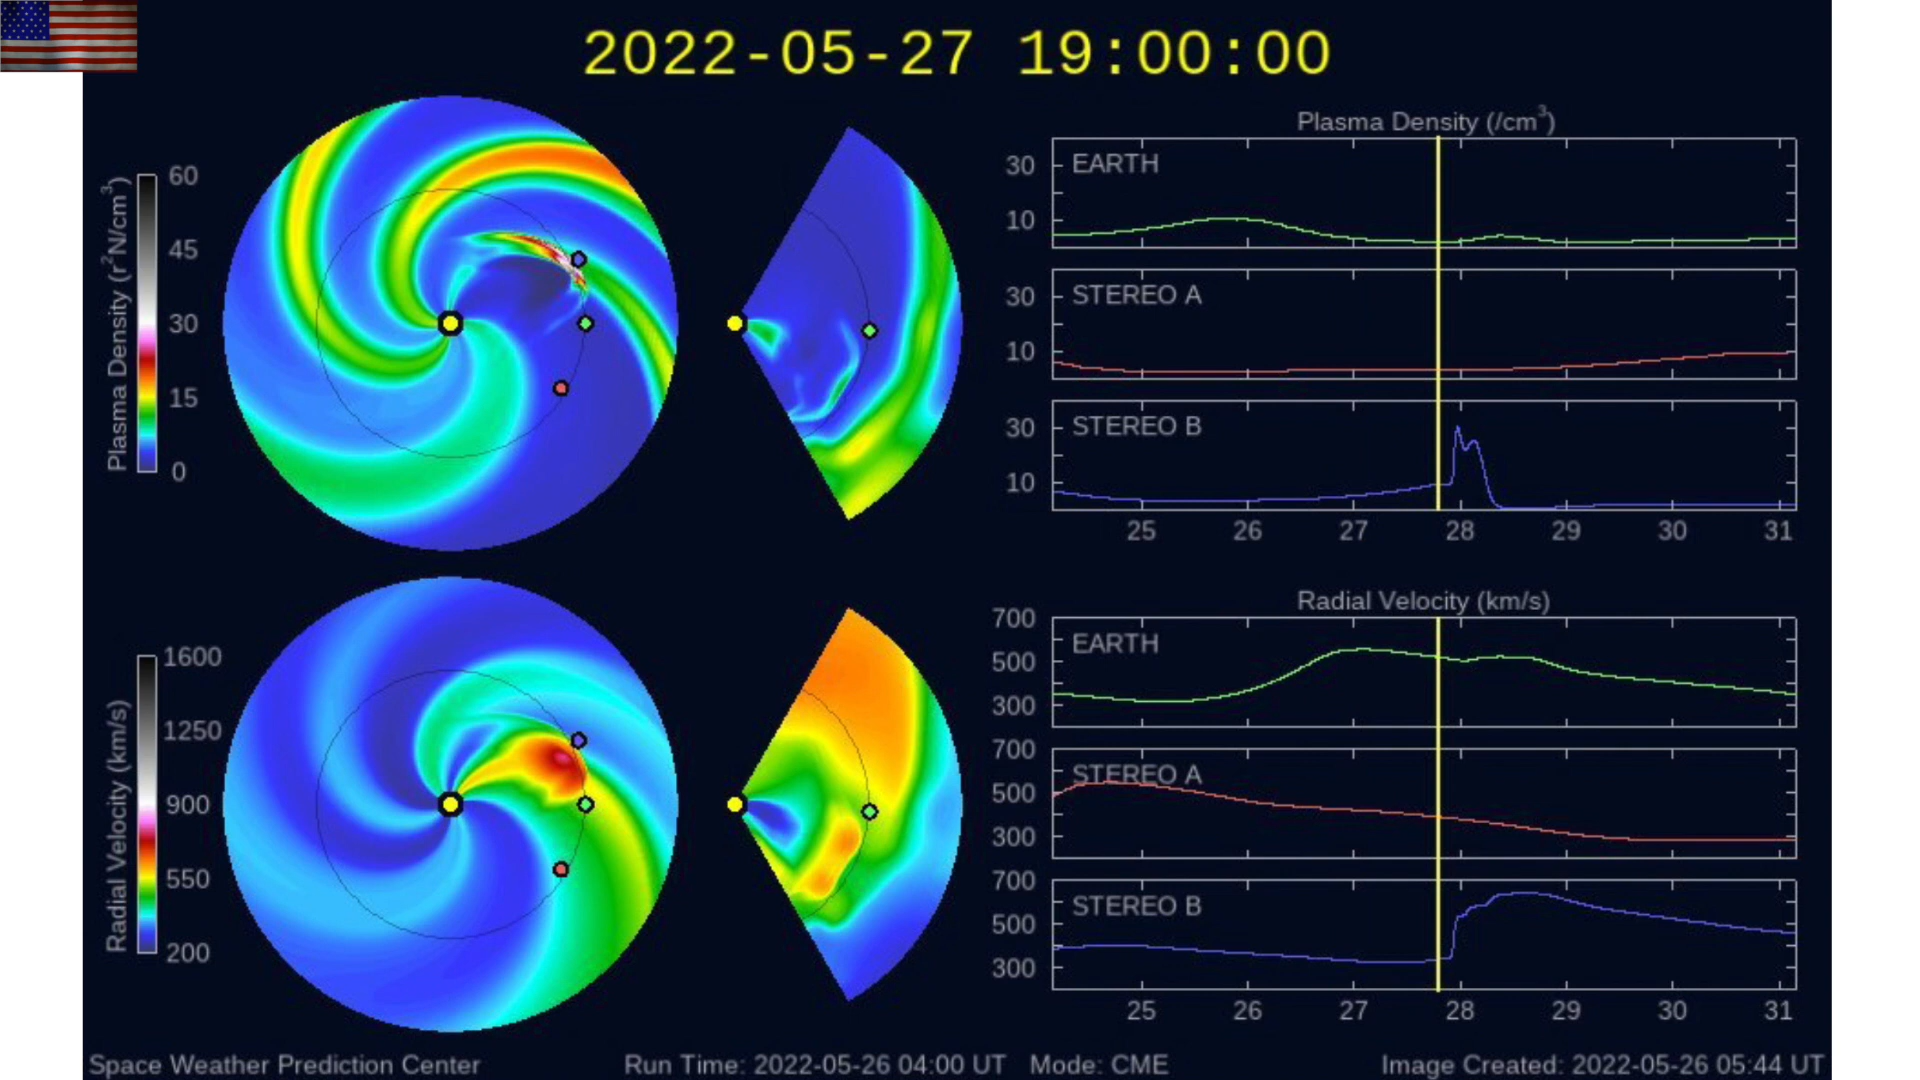 2022-05-27 19:00:00
Plasma Density (r²N/cm³)
60
45
30
15
0
Plasma Density (/cm³)
EARTH
30
10
STEREO A
30
10
STEREO B
30
10
25 26 27 28 29 30 31
Radial Velocity (km/s)
1600
1250
900
550
200
Radial Velocity (km/s)
EARTH
700
500
300
STEREO A
700
500
300
STEREO B
700
500
300
25 26 27 28 29 30 31
Space Weather Prediction Center Run Time: 2022-05-26 04:00 UT Mode: CME Image Created: 2022-05-26 05:44 UT